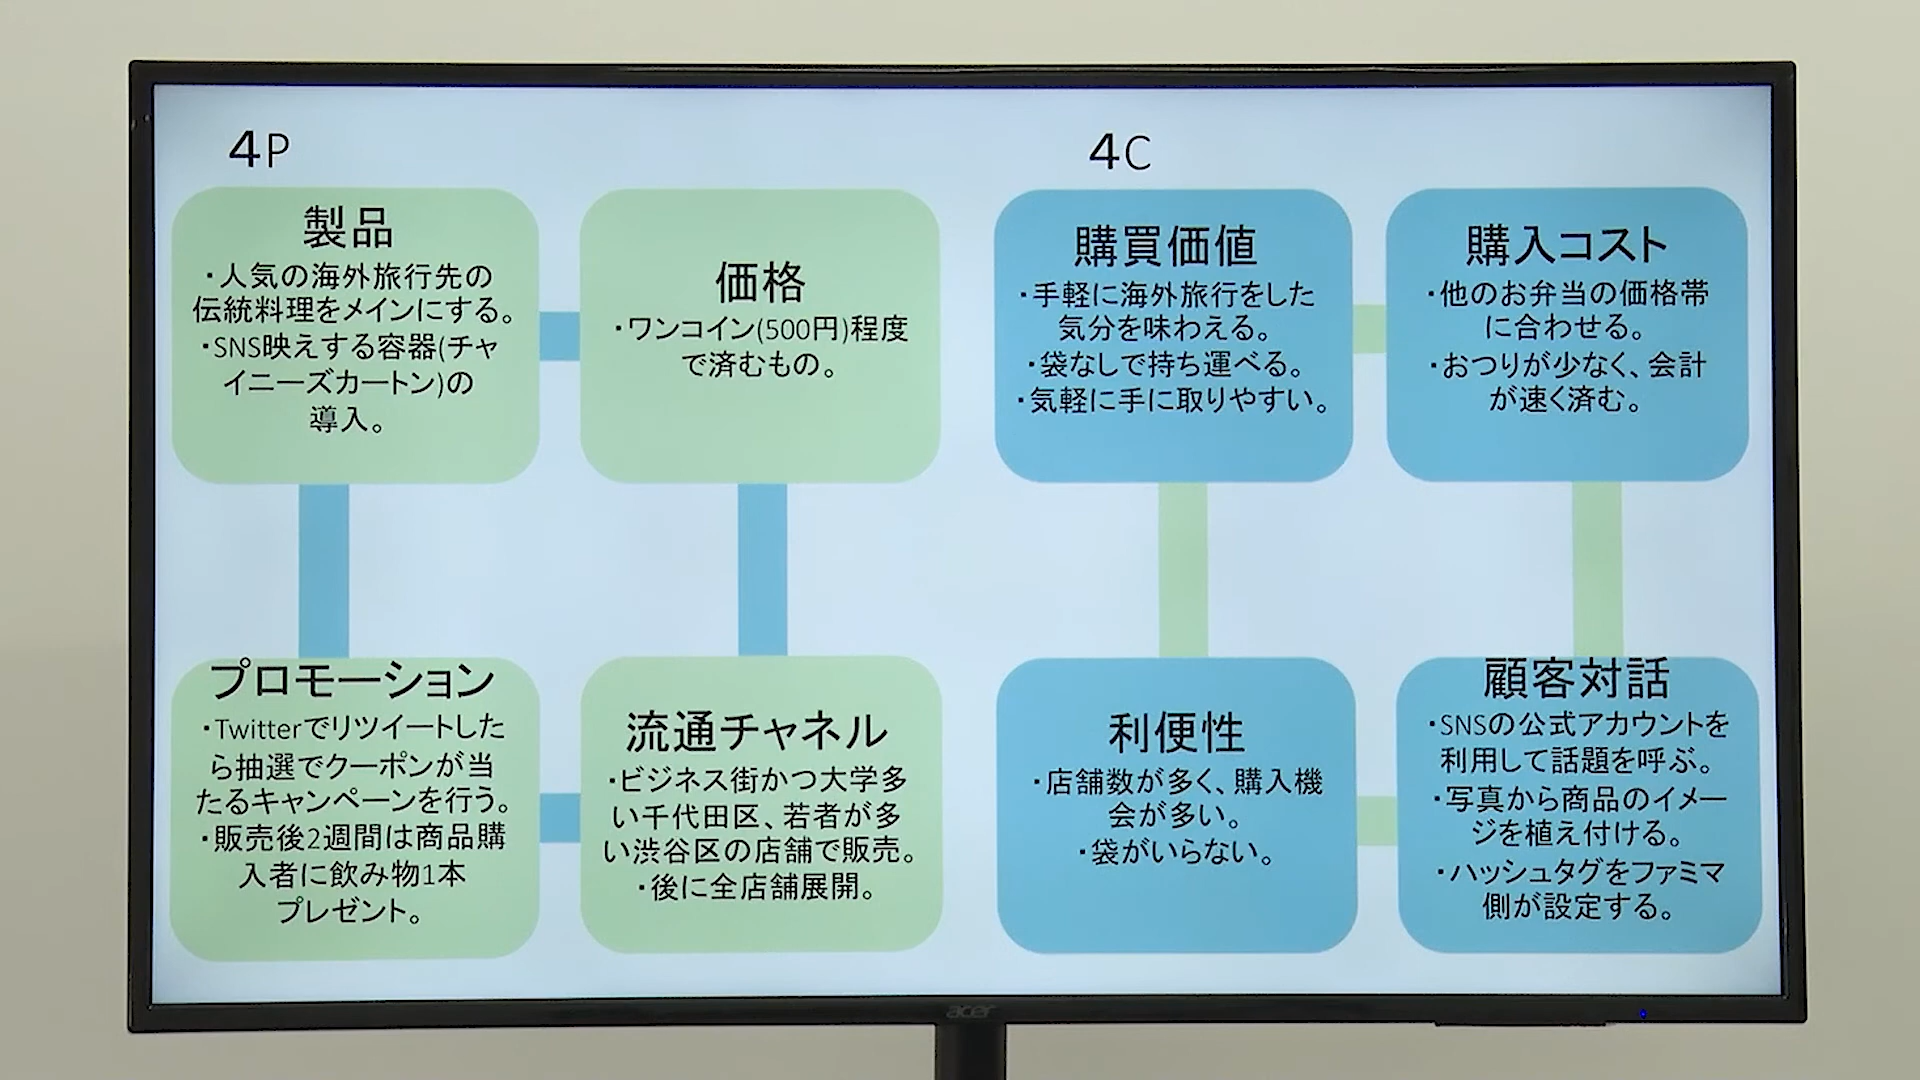 4P
製品
・人気の海外旅行先の
伝統料理をメインにする。
・SNS映えする容器(チャ
イニーズカートン)の
導入。
価格
・ワンコイン(500円)程度
で済むもの。
プロモーション
・Twitterでリツイートした
ら抽選でクーポンが当
たるキャンペーンを行う。
・販売後2週間は商品購
入者に飲み物1本
プレゼント。
流通チャネル
・ビジネス街かつ大学多
い千代田区、若者が多
い渋谷区の店舗で販売。
・後に全店舗展開。
4C
購買価値
・手軽に海外旅行をした
気分を味わえる。
・袋なしで持ち運べる。
・気軽に手に取りやすい。
購入コスト
・他のお弁当の価格帯
に合わせる。
・おつりが少なく、会計
が速く済む。
利便性
・店舗数が多く、購入機
会が多い。
・袋がいらない。
顧客対話
・SNSの公式アカウントを
利用して話題を呼ぶ。
・写真から商品のイメー
ジを植え付ける。
・ハッシュタグをファミマ
側が設定する。
acer